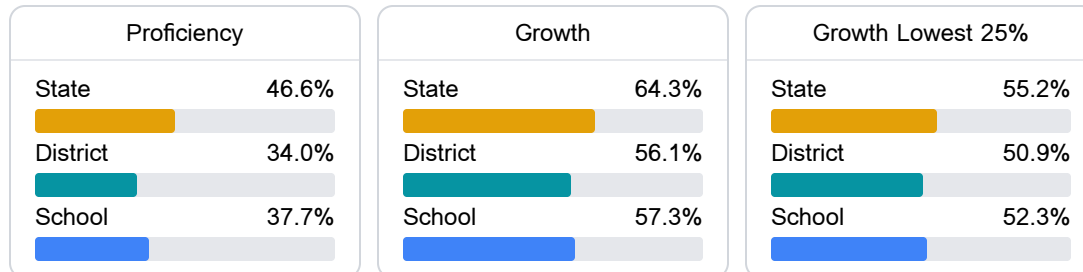 Proficiency
State 46.6%
District 34.0%
School 37.7%
Growth
State 64.3%
District 56.1%
School 57.3%
Growth Lowest 25%
State 55.2%
District 50.9%
School 52.3%